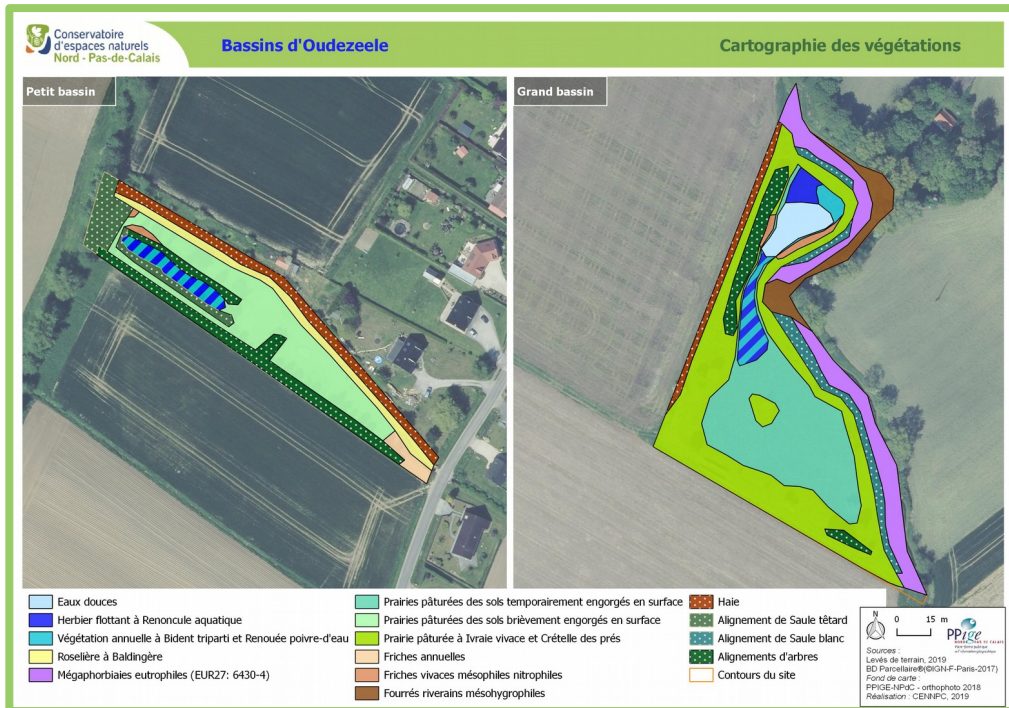 Conservatoire
d'espaces naturels
Nord - Pas-de-Calais
Bassins d'Oudezeele
Cartographie des végétations
Petit bassin
Grand bassin
Eaux douces
Herbier flottant à Renoncule aquatique
Végétation annuelle à Bident triparti et Renouée poivre-d'eau
Roselière à Baldingère
Mégaphorbiaies eutrophiles (EUR27: 6430-4)
Prairies pâturées des sols temporairement engorgés en surface
Prairies pâturées des sols brièvement engorgés en surface
Prairie pâturée à Ivraie vivace et Crételle des prés
Friches annuelles
Friches vivaces mésophiles nitrophiles
Fourrés riverains mésohygrophiles
Haie
Alignement de Saule têtard
Alignement de Saule blanc
Alignements d'arbres
Contours du site
N
0 15 m
PPige
NORD PAS DE CALAIS
Sources :
Levés de terrain, 2019
BD Parcellaire®(©IGN-F-Paris-2017)
Fond de carte :
PPIGE-NPdC - orthophoto 2018
Réalisation : CENNPC, 2019